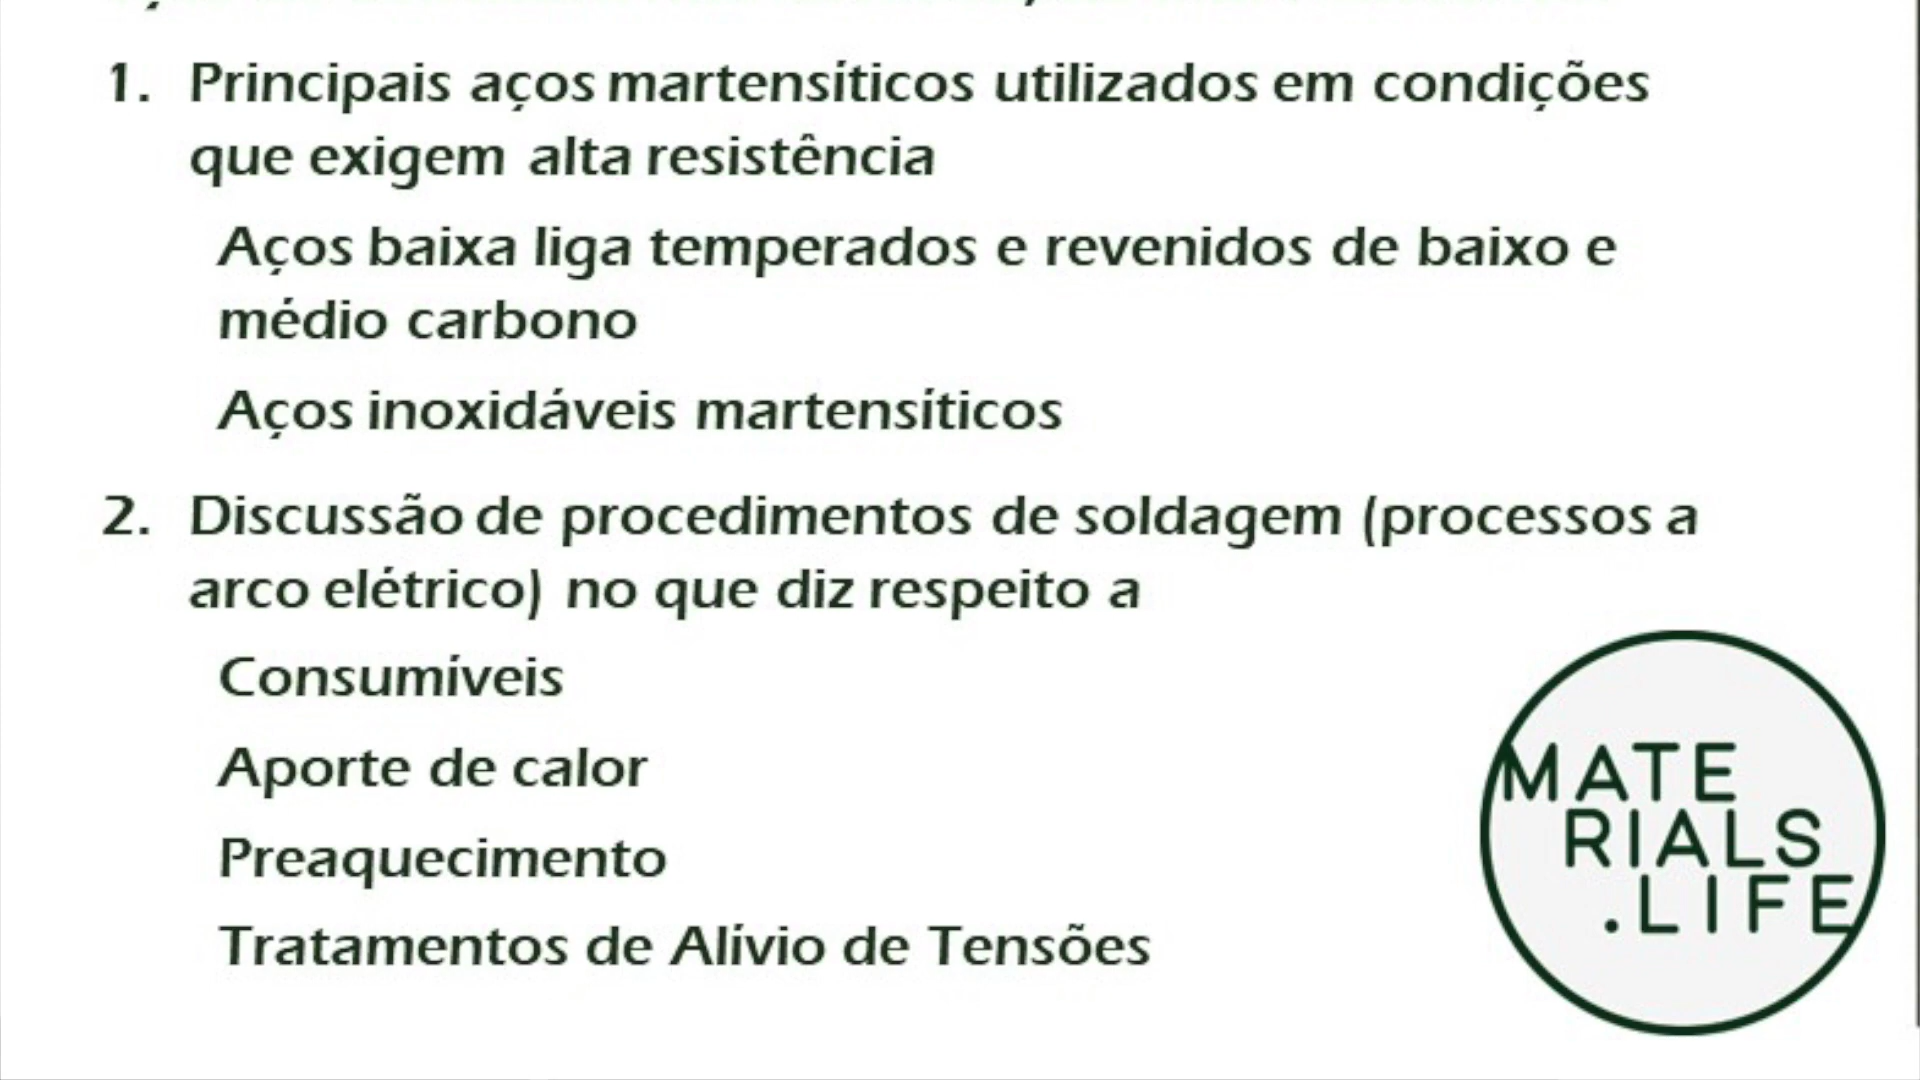 1. Principais aços martensíticos utilizados em condições
que exigem alta resistência
Aços baixa liga temperados e revenidos de baixo e
médio carbono
Aços inoxidáveis martensíticos
2. Discussão de procedimentos de soldagem (processos a
arco elétrico) no que diz respeito a
Consumíveis
Aporte de calor
Preaquecimento
Tratamentos de Alívio de Tensões
MATE
RIALS
.LIFE